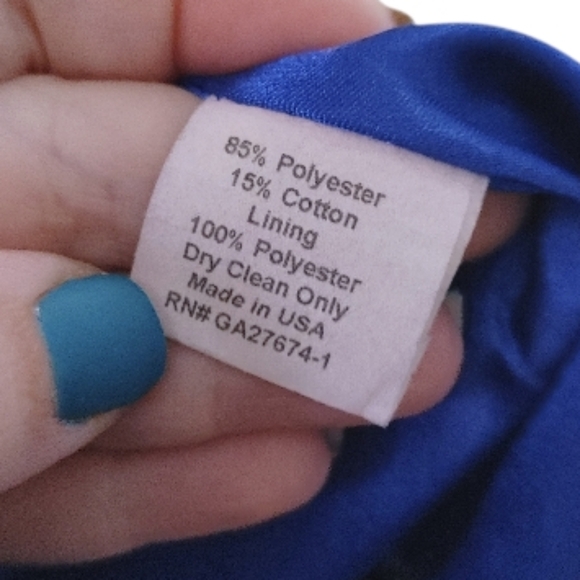 85% Polyester
15% Cotton
Lining
100% Polyester
Dry Clean Only
Made in USA
RN# GA27674-1